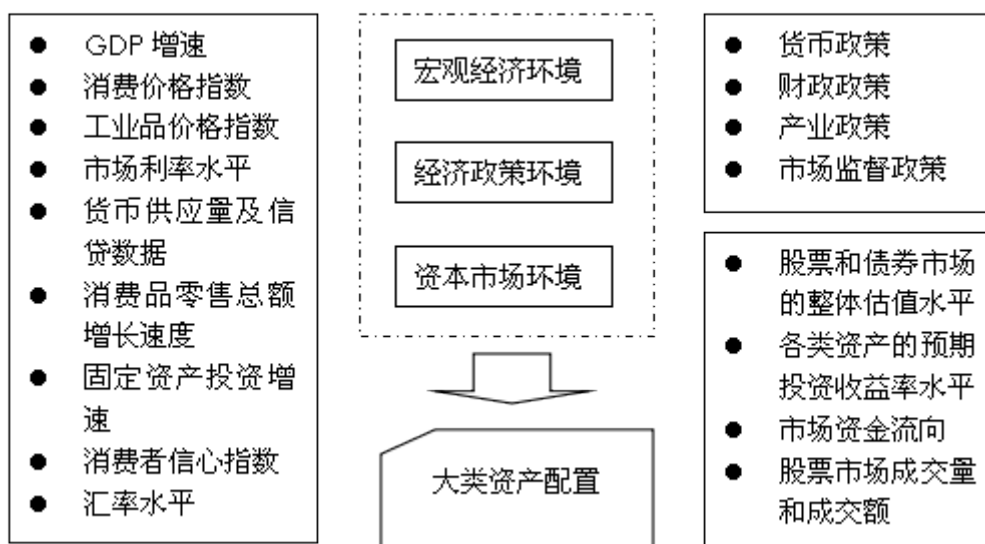 ● GDP 增速
● 消费价格指数
● 工业品价格指数
● 市场利率水平
● 货币供应量及信
贷数据
● 消费品零售总额
增长速度
● 固定资产投资增
速
● 消费者信心指数
● 汇率水平
宏观经济环境
经济政策环境
资本市场环境
大类资产配置
● 货币政策
● 财政政策
● 产业政策
● 市场监督政策
● 股票和债券市场
的整体估值水平
● 各类资产的预期
投资收益率水平
● 市场资金流向
● 股票市场成交量
和成交额